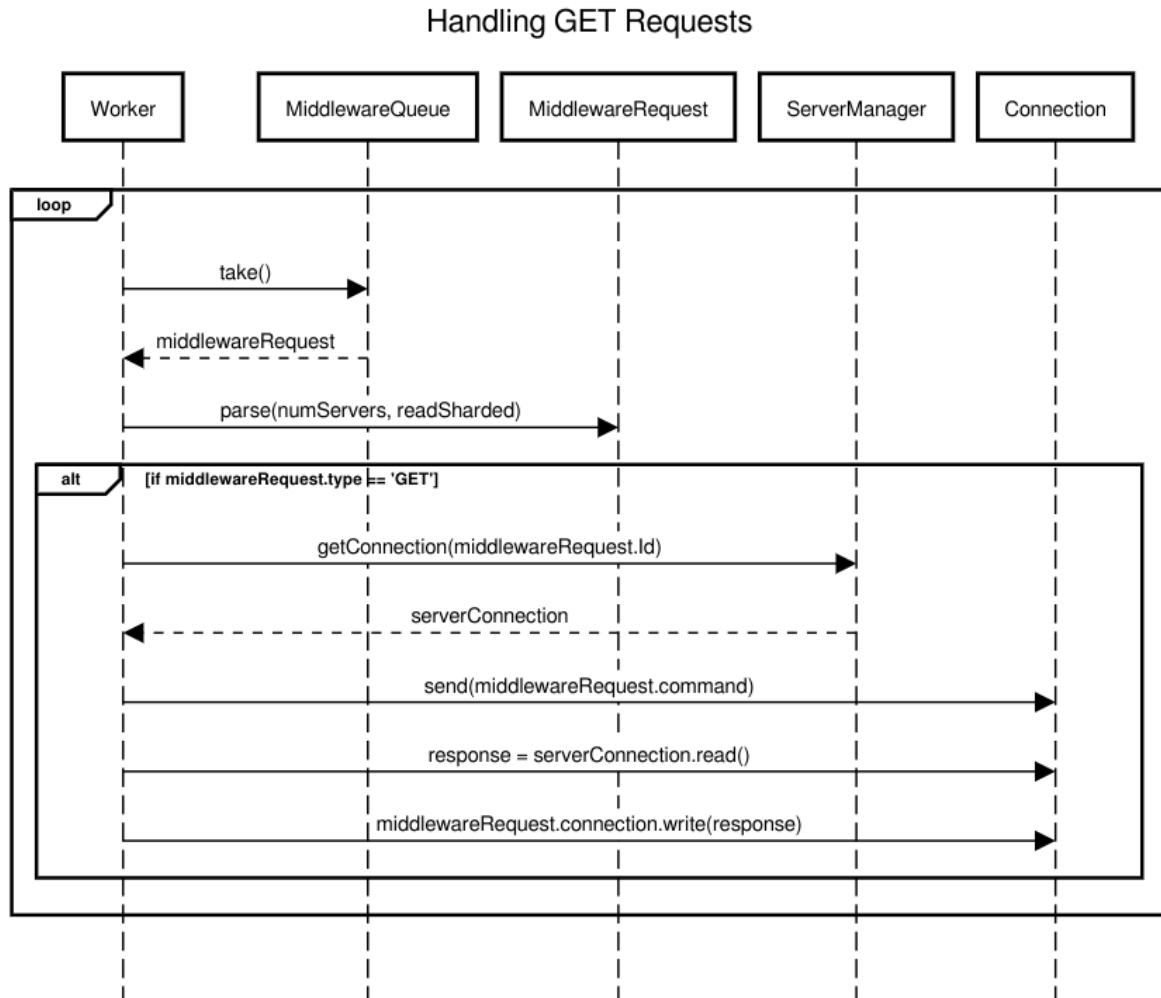 Handling GET Requests
Worker
MiddlewareQueue
MiddlewareRequest
ServerManager
Connection
loop
take()
middlewareRequest
parse(numServers, readSharded)
alt
[if middlewareRequest.type == 'GET']
getConnection(middlewareRequest.Id)
serverConnection
send(middlewareRequest.command)
response = serverConnection.read()
middlewareRequest.connection.write(response)